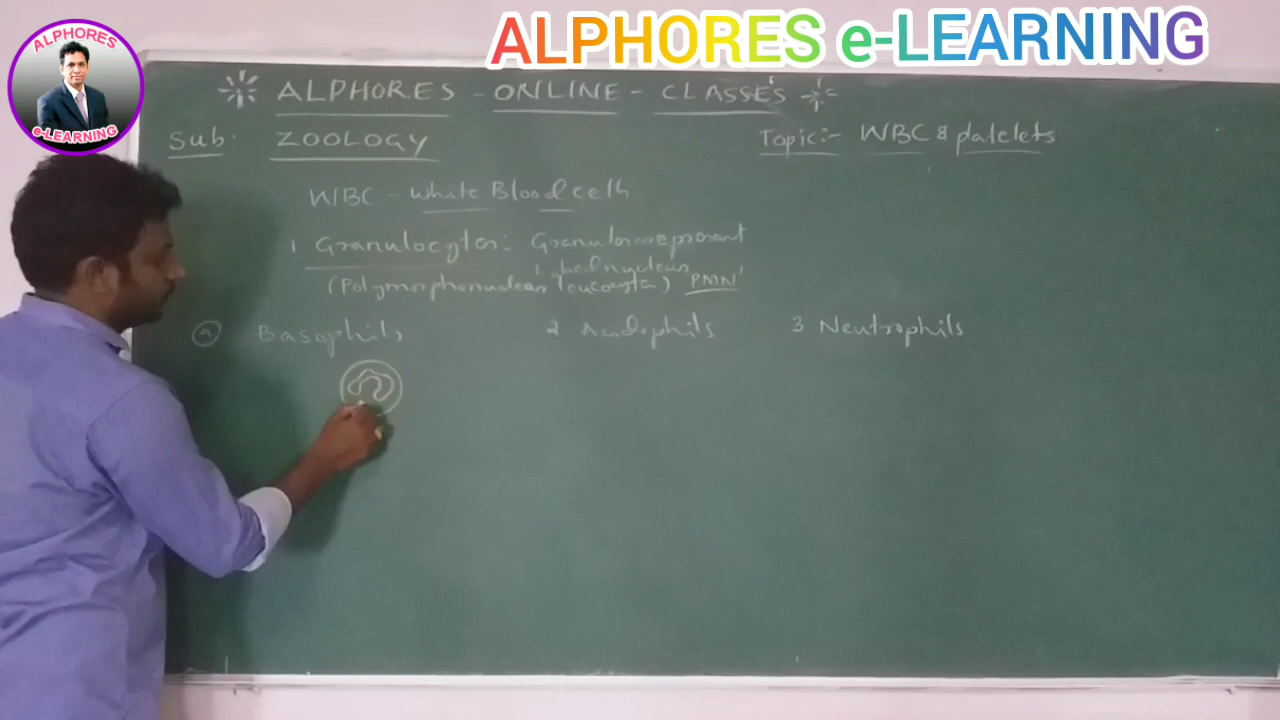 ALPHORES e-LEARNING
ALPHORES
e-LEARNING
ALPHORES - ONLINE - CLASSES
Sub: ZOOLOGY
Topic:- WBC & platelets
WBC - White Blood cells.
1 Granulocytes:- Granules are present
Lobed nucleus
(Polymorphonuclear leucocytes) PMN'
a Basophils 2 Acidophils 3 Neutrophils